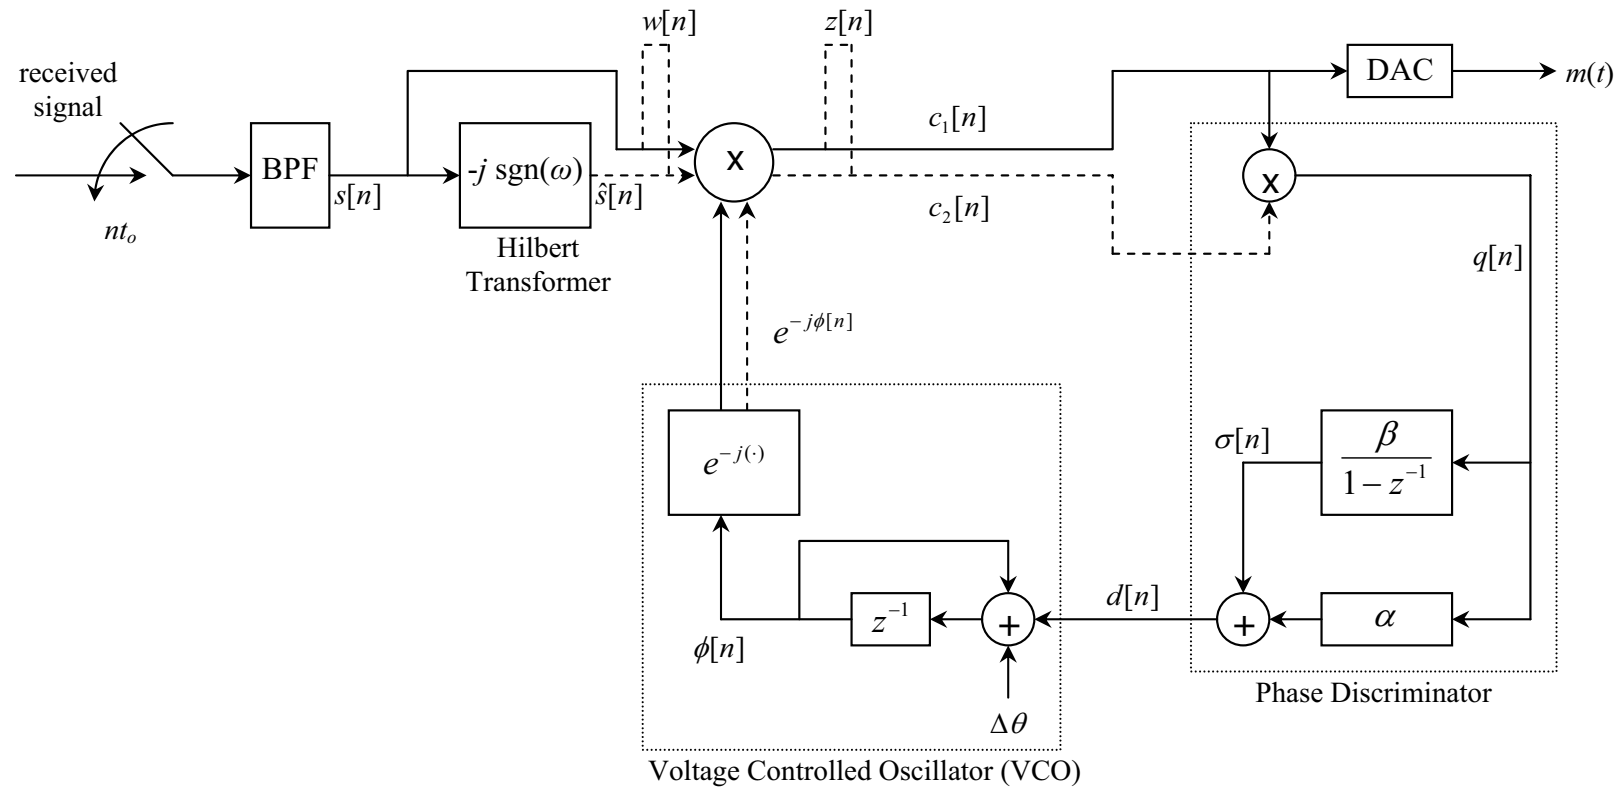 w[n]
z[n]
received
signal
DAC
m(t)
c₁[n]
BPF
-j sgn(ω)
x
x
s[n]
ŝ[n]
c₂[n]
ntₒ
Hilbert
Transformer
q[n]
e^{-jϕ[n]}
σ[n]
β
1 − z⁻¹
e^{-j(·)}
d[n]
z⁻¹
+
+
α
ϕ[n]
Δθ
Phase Discriminator
Voltage Controlled Oscillator (VCO)